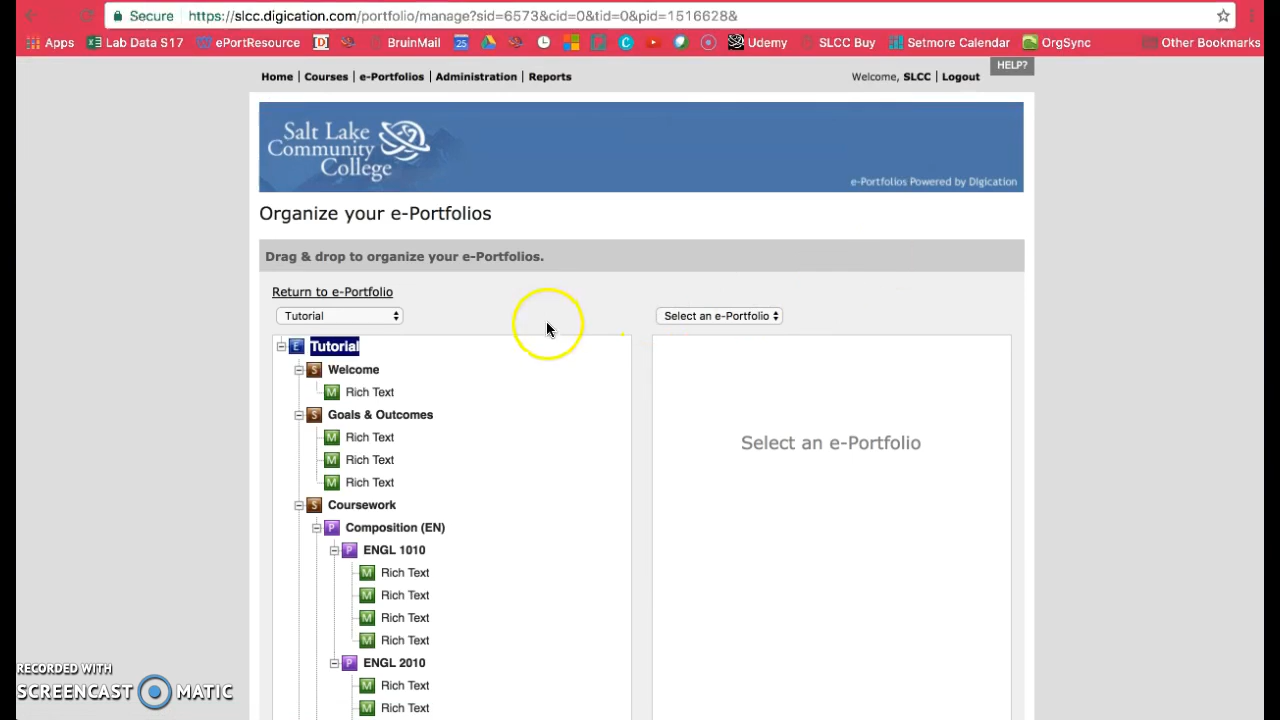 Secure https://slcc.digication.com/portfolio/manage?sid=6573&cid=0&tid=0&pid=1516628&
Apps Lab Data S17 ePortResource BruinMail 25 Udemy SLCC Buy Setmore Calendar OrgSync Other Bookmarks
Home | Courses | e-Portfolios | Administration | Reports
Welcome, SLCC | Logout
HELP?
Salt Lake
Community
College
e-Portfolios Powered by Digication
Organize your e-Portfolios
Drag & drop to organize your e-Portfolios.
Return to e-Portfolio
Tutorial
Select an e-Portfolio
E Tutorial
S Welcome
M Rich Text
S Goals & Outcomes
M Rich Text
M Rich Text
M Rich Text
S Coursework
P Composition (EN)
P ENGL 1010
M Rich Text
M Rich Text
M Rich Text
M Rich Text
P ENGL 2010
M Rich Text
M Rich Text
Select an e-Portfolio
RECORDED WITH
SCREENCAST MATIC